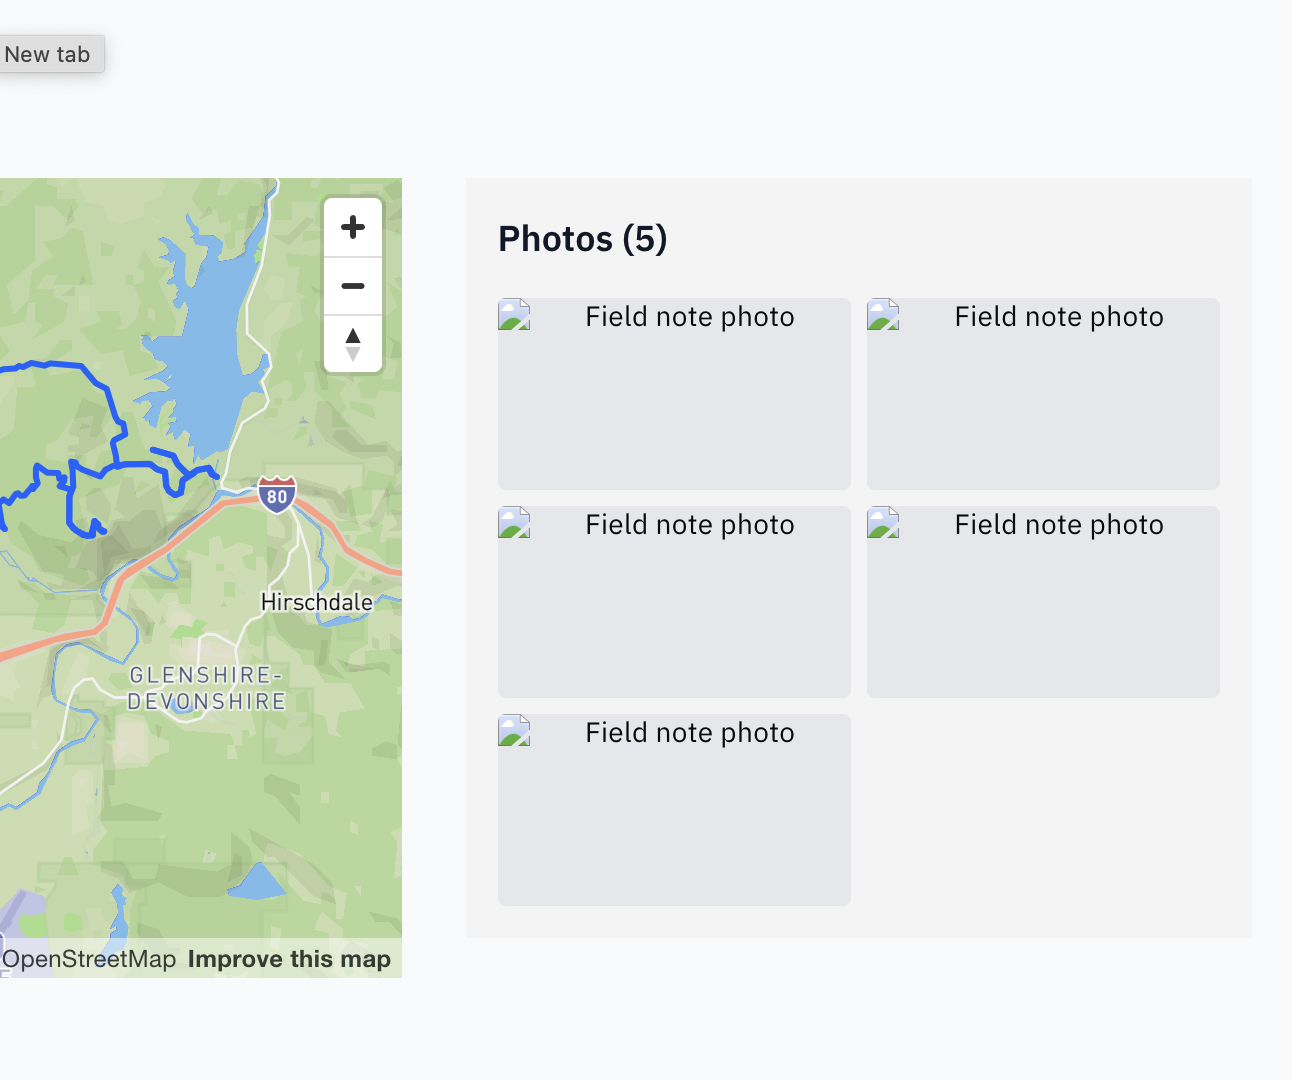 New tab
Photos (5)
Field note photo
Field note photo
Field note photo
Field note photo
Field note photo
80
Hirschdale
GLENSHIRE-
DEVONSHIRE
OpenStreetMap Improve this map